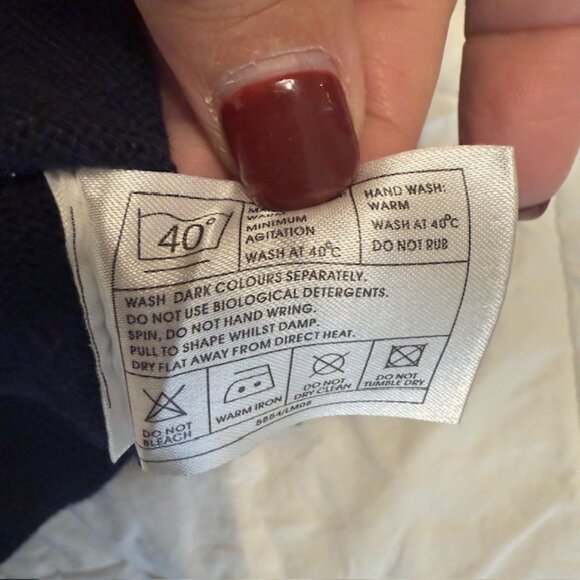 40°
MINIMUM
AGITATION
WASH AT 40°C
HAND WASH:
WARM
WASH AT 40°C
DO NOT RUB
WASH DARK COLOURS SEPARATELY.
DO NOT USE BIOLOGICAL DETERGENTS.
SPIN, DO NOT HAND WRING.
PULL TO SHAPE WHILST DAMP.
DRY FLAT AWAY FROM DIRECT HEAT.
DO NOT
BLEACH
WARM IRON
DO NOT
DRY CLEAN
DO NOT
TUMBLE DRY
5854/LM06